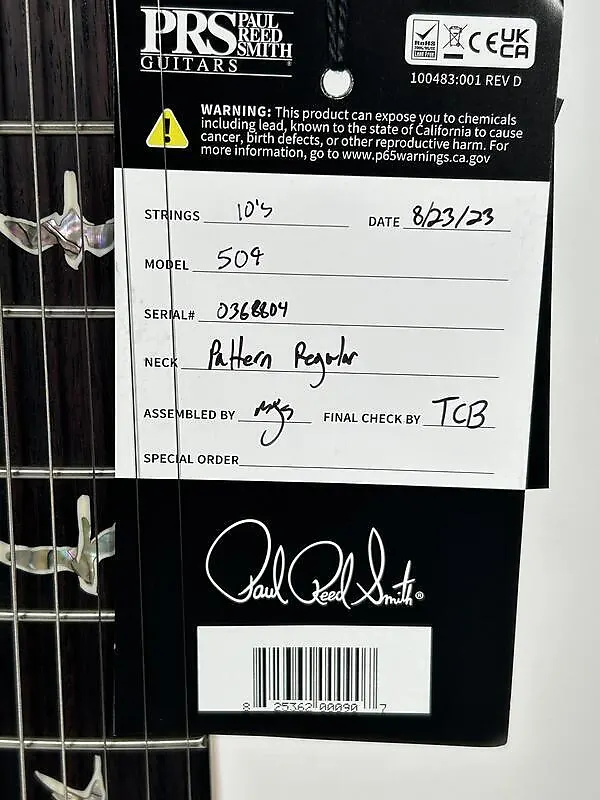 PRS PAUL
REED
SMITH
GUITARS
RoHS
CE UK
CA
100483:001 REV D
WARNING: This product can expose you to chemicals
including lead, known to the state of California to cause
cancer, birth defects, or other reproductive harm. For
more information, go to www.p65warnings.ca.gov
STRINGS 10's DATE 8/23/23
MODEL 509
SERIAL# 0368804
NECK Pattern Regular
ASSEMBLED BY FINAL CHECK BY TCB
SPECIAL ORDER
Paul Reed Smith®
8 25362 00090 7